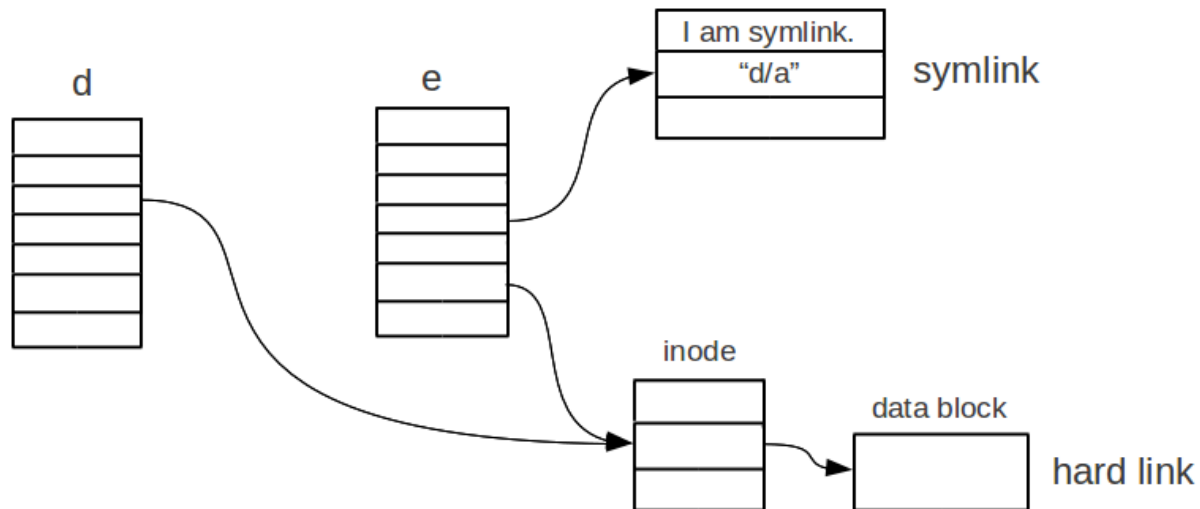 I am symlink.
“d/a”
symlink
d
e
inode
data block
hard link